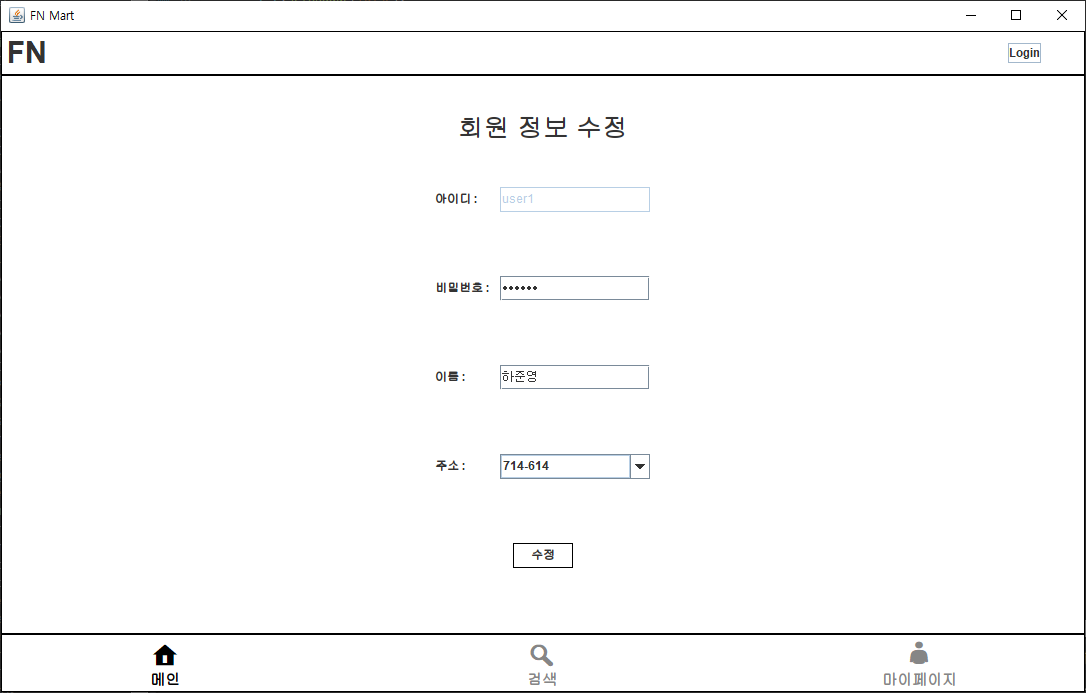 FN Mart
FN
Login
회원 정보 수정
아이디 : user1
비밀번호 : ••••••
이름 : 하준영
주소 : 714-614
수정
메인
검색
마이페이지